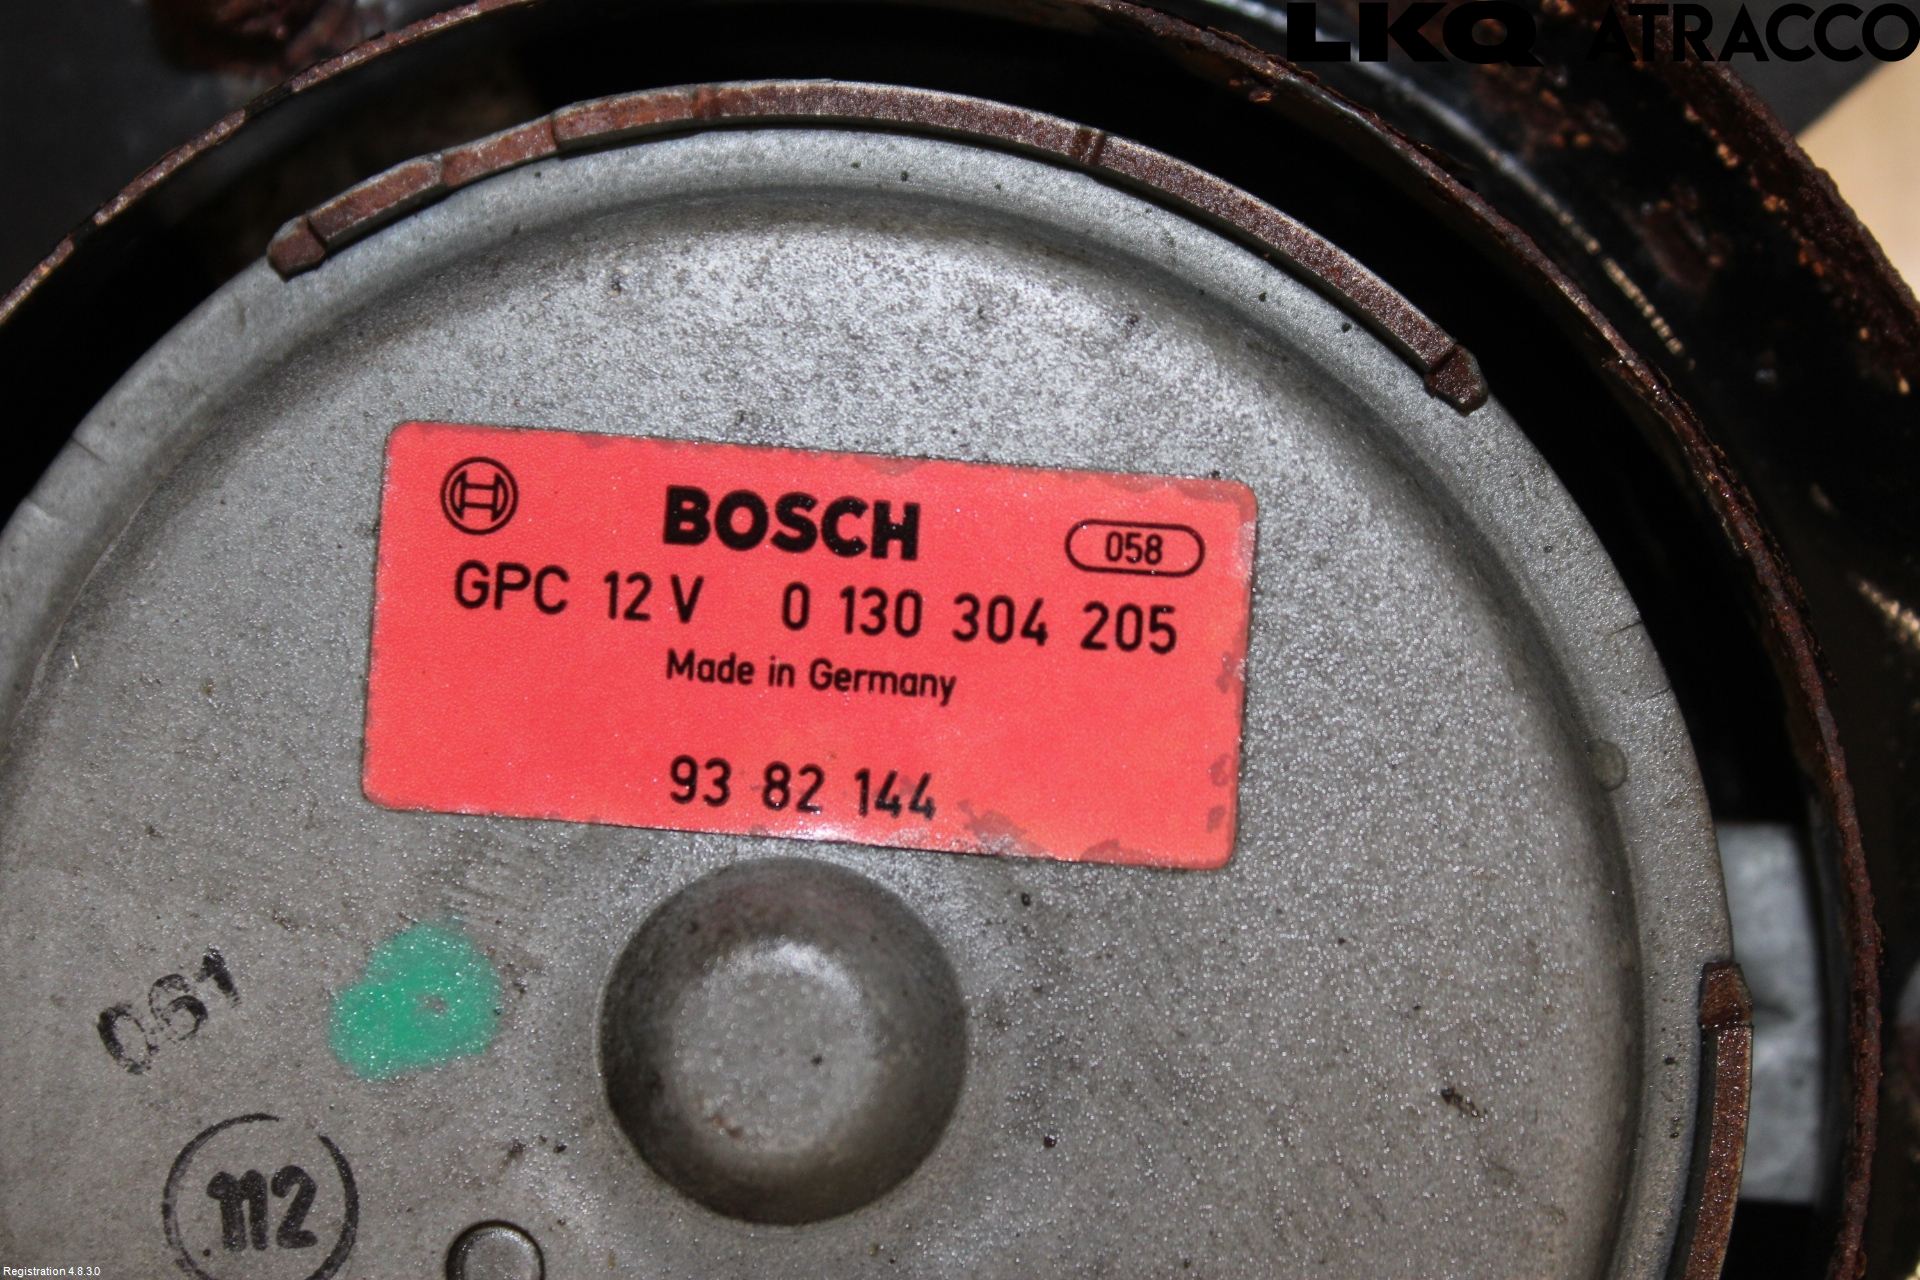 LKQ ATRACCO
BOSCH
058
GPC 12 V 0 130 304 205
Made in Germany
93 82 144
061
112
Registration 4.8.3.0